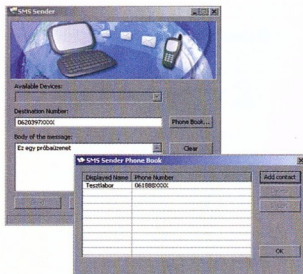 SMS Sender
Available Devices:
Destination Number:
0620397XXXX
Phone Book...
Body of the message:
Ez egy próbaüzenet
Clear
SMS Sender Phone Book
Displayed Name Phone Number
Add contact
Tesztlabor 061888XXXX
OK